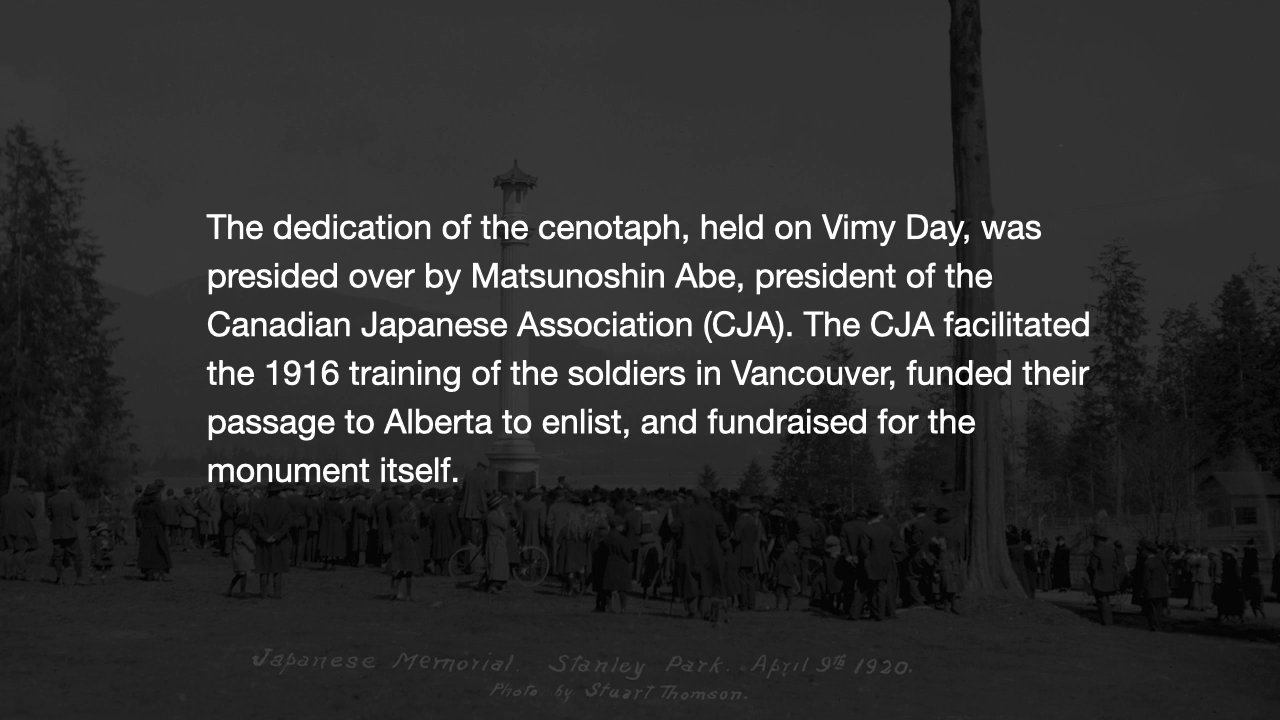 The dedication of the cenotaph, held on Vimy Day, was
presided over by Matsunoshin Abe, president of the
Canadian Japanese Association (CJA). The CJA facilitated
the 1916 training of the soldiers in Vancouver, funded their
passage to Alberta to enlist, and fundraised for the
monument itself.
Japanese Memorial. Stanley Park. April 9th 1920.
Photo by Stuart Thomson.